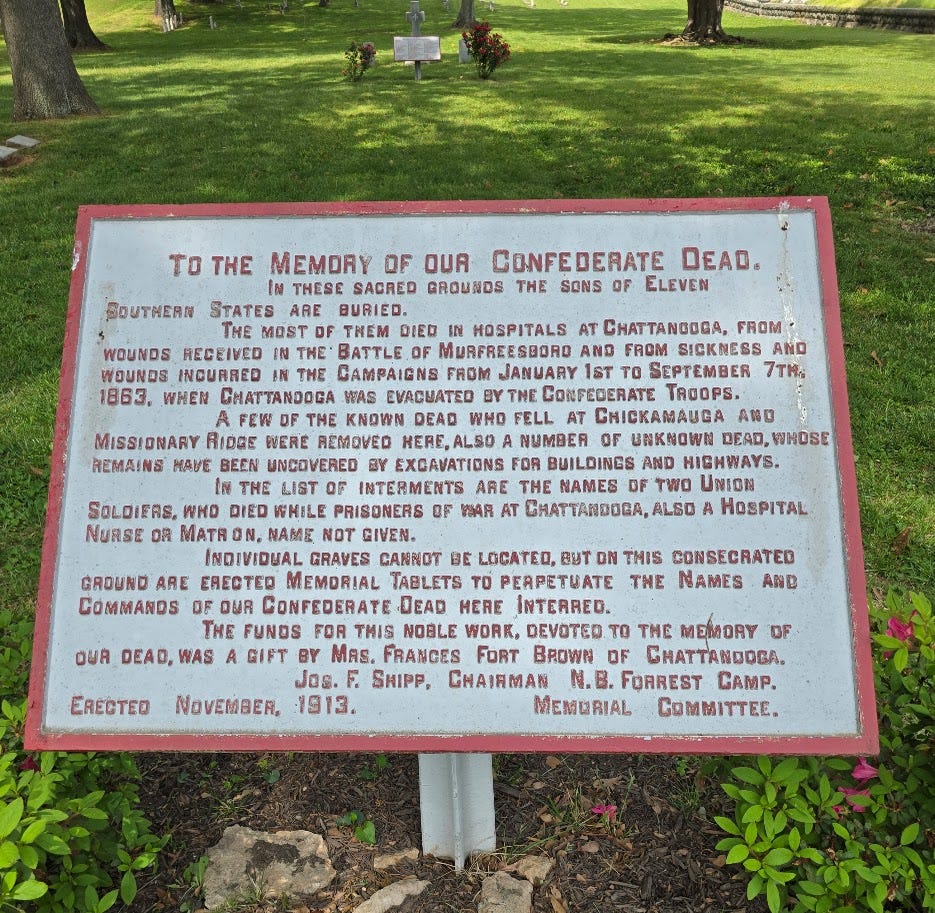 TO THE MEMORY OF OUR CONFEDERATE DEAD.
IN THESE SACRED GROUNDS THE SONS OF ELEVEN
SOUTHERN STATES ARE BURIED.
THE MOST OF THEM DIED IN HOSPITALS AT CHATTANOOGA, FROM
WOUNDS RECEIVED IN THE BATTLE OF MURFREESBORO AND FROM SICKNESS AND
WOUNDS INCURRED IN THE CAMPAIGNS FROM JANUARY 1ST TO SEPTEMBER 7TH,
1863, WHEN CHATTANOOGA WAS EVACUATED BY THE CONFEDERATE TROOPS.
A FEW OF THE KNOWN DEAD WHO FELL AT CHICKAMAUGA AND
MISSIONARY RIDGE WERE REMOVED HERE, ALSO A NUMBER OF UNKNOWN DEAD, WHOSE
REMAINS HAVE BEEN UNCOVERED BY EXCAVATIONS FOR BUILDINGS AND HIGHWAYS.
IN THE LIST OF INTERMENTS ARE THE NAMES OF TWO UNION
SOLDIERS, WHO DIED WHILE PRISONERS OF WAR AT CHATTANOOGA, ALSO A HOSPITAL
NURSE OR MATRON, NAME NOT GIVEN.
INDIVIDUAL GRAVES CANNOT BE LOCATED, BUT ON THIS CONSECRATED
GROUND ARE ERECTED MEMORIAL TABLETS TO PERPETUATE THE NAMES AND
COMMANDS OF OUR CONFEDERATE DEAD HERE INTERRED.
THE FUNDS FOR THIS NOBLE WORK, DEVOTED TO THE MEMORY OF
OUR DEAD, WAS A GIFT BY MRS. FRANCES FORT BROWN OF CHATTANOOGA.
JOS. F. SHIPP, CHAIRMAN N.B. FORREST CAMP.
ERECTED NOVEMBER, 1913. MEMORIAL COMMITTEE.